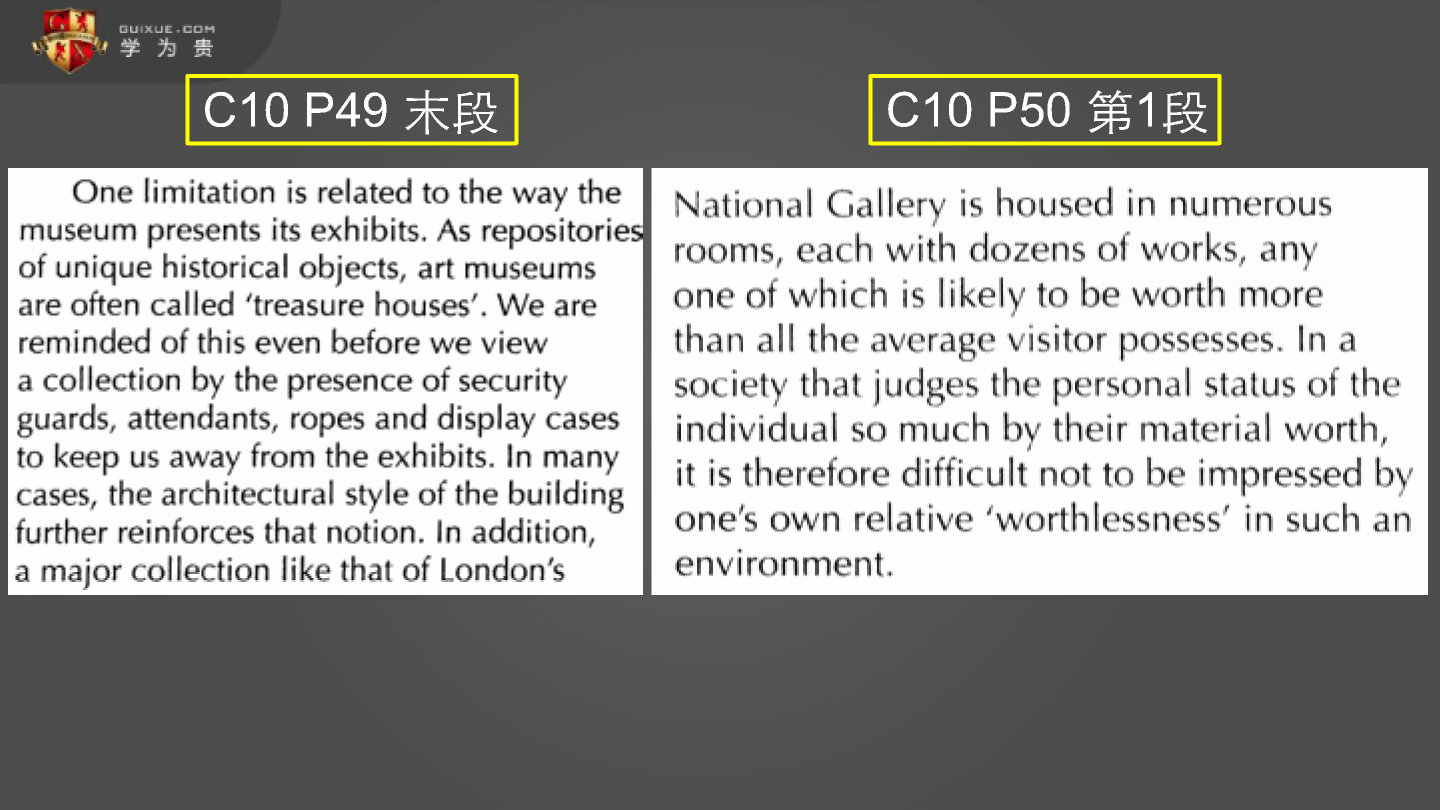 GUIXUE.COM
学为贵
C10 P49 末段
One limitation is related to the way the
museum presents its exhibits. As repositories
of unique historical objects, art museums
are often called ‘treasure houses’. We are
reminded of this even before we view
a collection by the presence of security
guards, attendants, ropes and display cases
to keep us away from the exhibits. In many
cases, the architectural style of the building
further reinforces that notion. In addition,
a major collection like that of London’s
C10 P50 第1段
National Gallery is housed in numerous
rooms, each with dozens of works, any
one of which is likely to be worth more
than all the average visitor possesses. In a
society that judges the personal status of the
individual so much by their material worth,
it is therefore difficult not to be impressed by
one’s own relative ‘worthlessness’ in such an
environment.